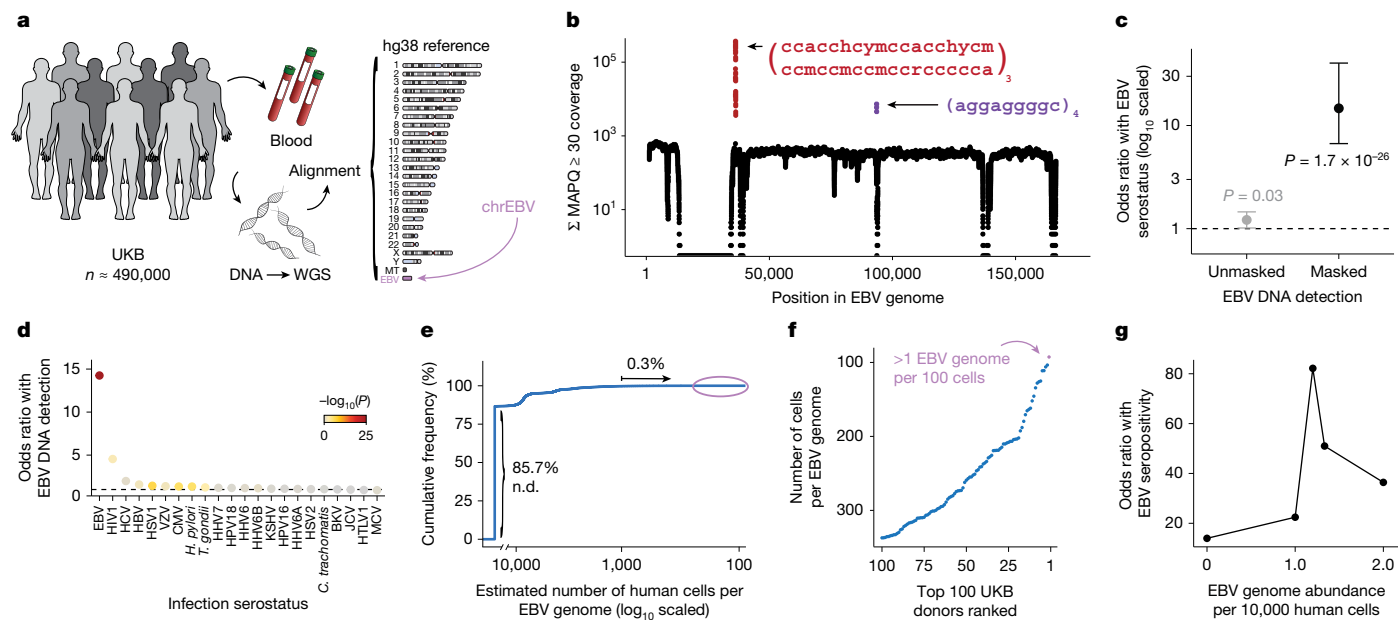 a
UKB
n ≈ 490,000
Blood
DNA → WGS
Alignment
hg38 reference
1
2
3
4
5
6
7
8
9
10
11
12
13
14
15
16
17
18
19
20
21
22
X
Y
MT
EBV
chrEBV
b
Σ MAPQ ≥ 30 coverage
10⁵
10³
10¹
(ccacchcymccacchycm
ccmccmccmccrccccca)₃
(aggaggggc)₄
1
50,000
100,000
150,000
Position in EBV genome
c
Odds ratio with EBV
serostatus (log₁₀ scaled)
30
10
3
1
P = 0.03
P = 1.7 × 10⁻²⁶
Unmasked
Masked
EBV DNA detection
d
Odds ratio with
EBV DNA detection
15
10
5
0
−log₁₀(P)
0
25
EBV
HIV1
HCV
HBV
HSV1
VZV
CMV
H. pylori
T. gondii
HHV7
HPV18
HHV6
HHV6B
KSHV
HPV16
HHV6A
HSV2
C. trachomatis
BKV
JCV
HTLV1
MCV
Infection serostatus
e
Cumulative frequency (%)
100
75
50
25
0
0.3%
85.7%
n.d.
10,000
1,000
100
Estimated number of human cells per
EBV genome (log₁₀ scaled)
f
Number of cells
per EBV genome
100
200
300
>1 EBV genome
per 100 cells
100
75
50
25
1
Top 100 UKB
donors ranked
g
Odds ratio with
EBV seropositivity
80
60
40
20
0
1.0
2.0
EBV genome abundance
per 10,000 human cells